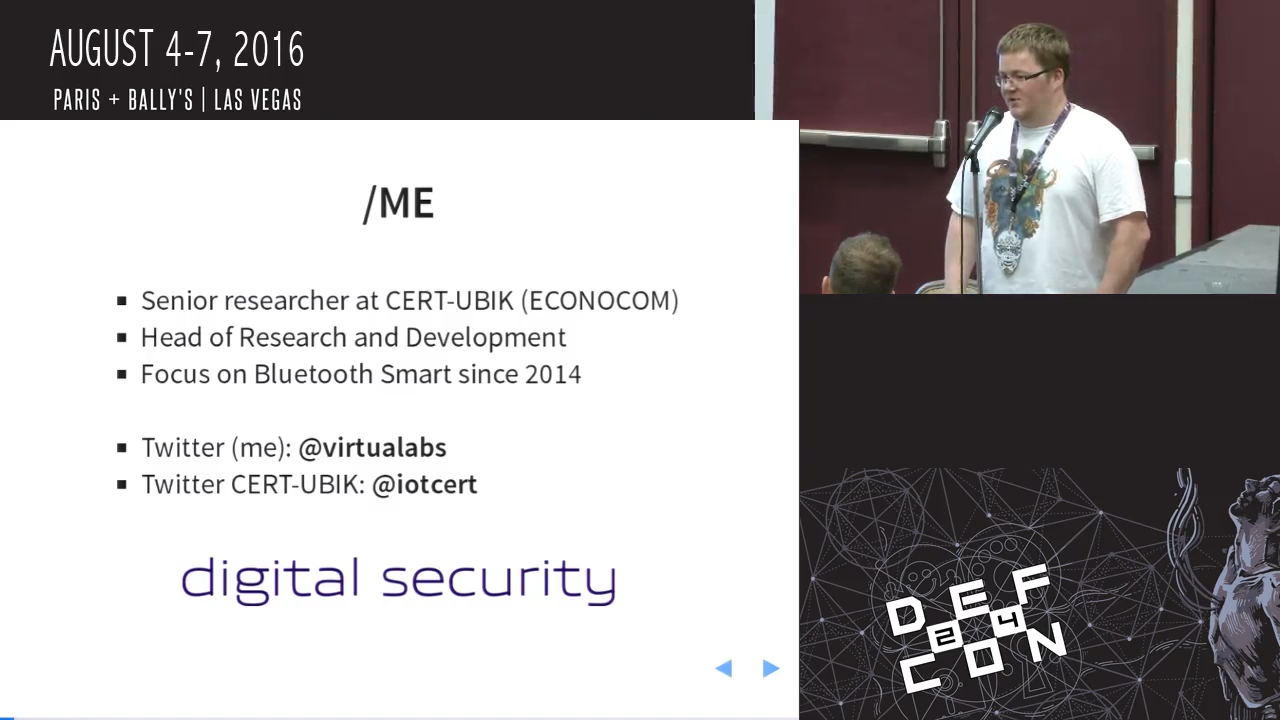 AUGUST 4-7, 2016
PARIS + BALLY'S | LAS VEGAS
/ME
Senior researcher at CERT-UBIK (ECONOCOM)
Head of Research and Development
Focus on Bluetooth Smart since 2014
Twitter (me): @virtualabs
Twitter CERT-UBIK: @iotcert
digital security
DEF
24
CON